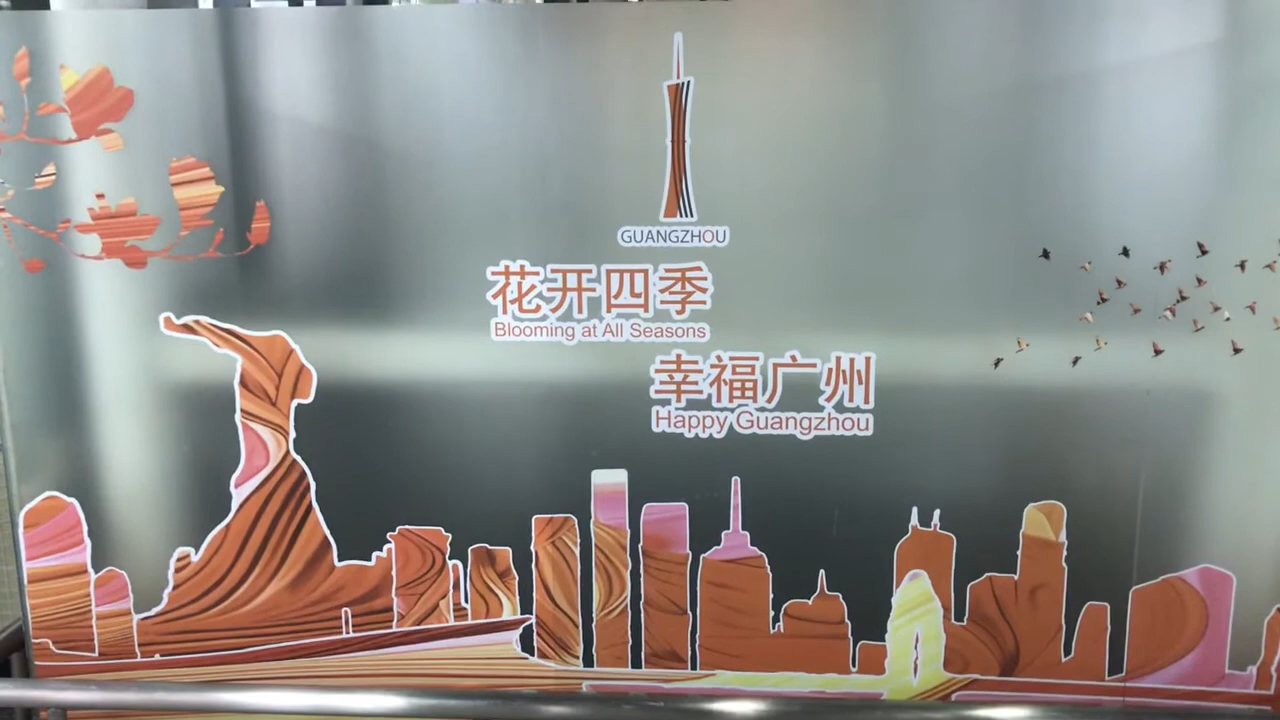 GUANGZHOU
花开四季
Blooming at All Seasons
幸福广州
Happy Guangzhou